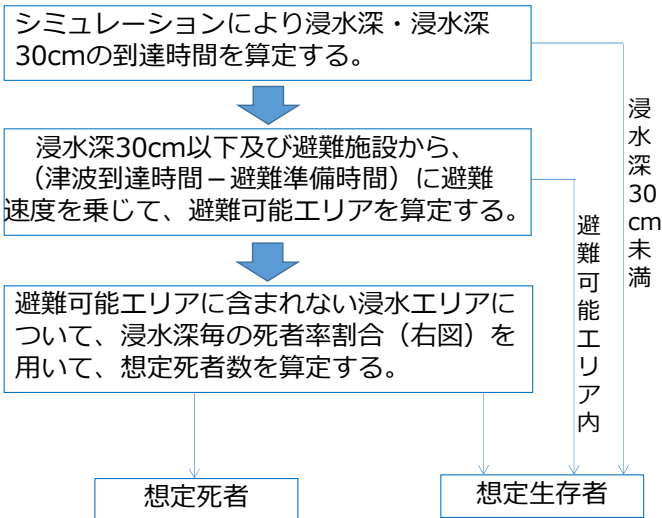 シミュレーションにより浸水深・浸水深
30cmの到達時間を算定する。
浸水深30cm以下及び避難施設から、
（津波到達時間－避難準備時間）に避難
速度を乗じて、避難可能エリアを算定する。
避難可能エリアに含まれない浸水エリアに
ついて、浸水深毎の死者率割合（右図）を
用いて、想定死者数を算定する。
浸水深30cm未満
避難可能エリア内
想定死者
想定生存者